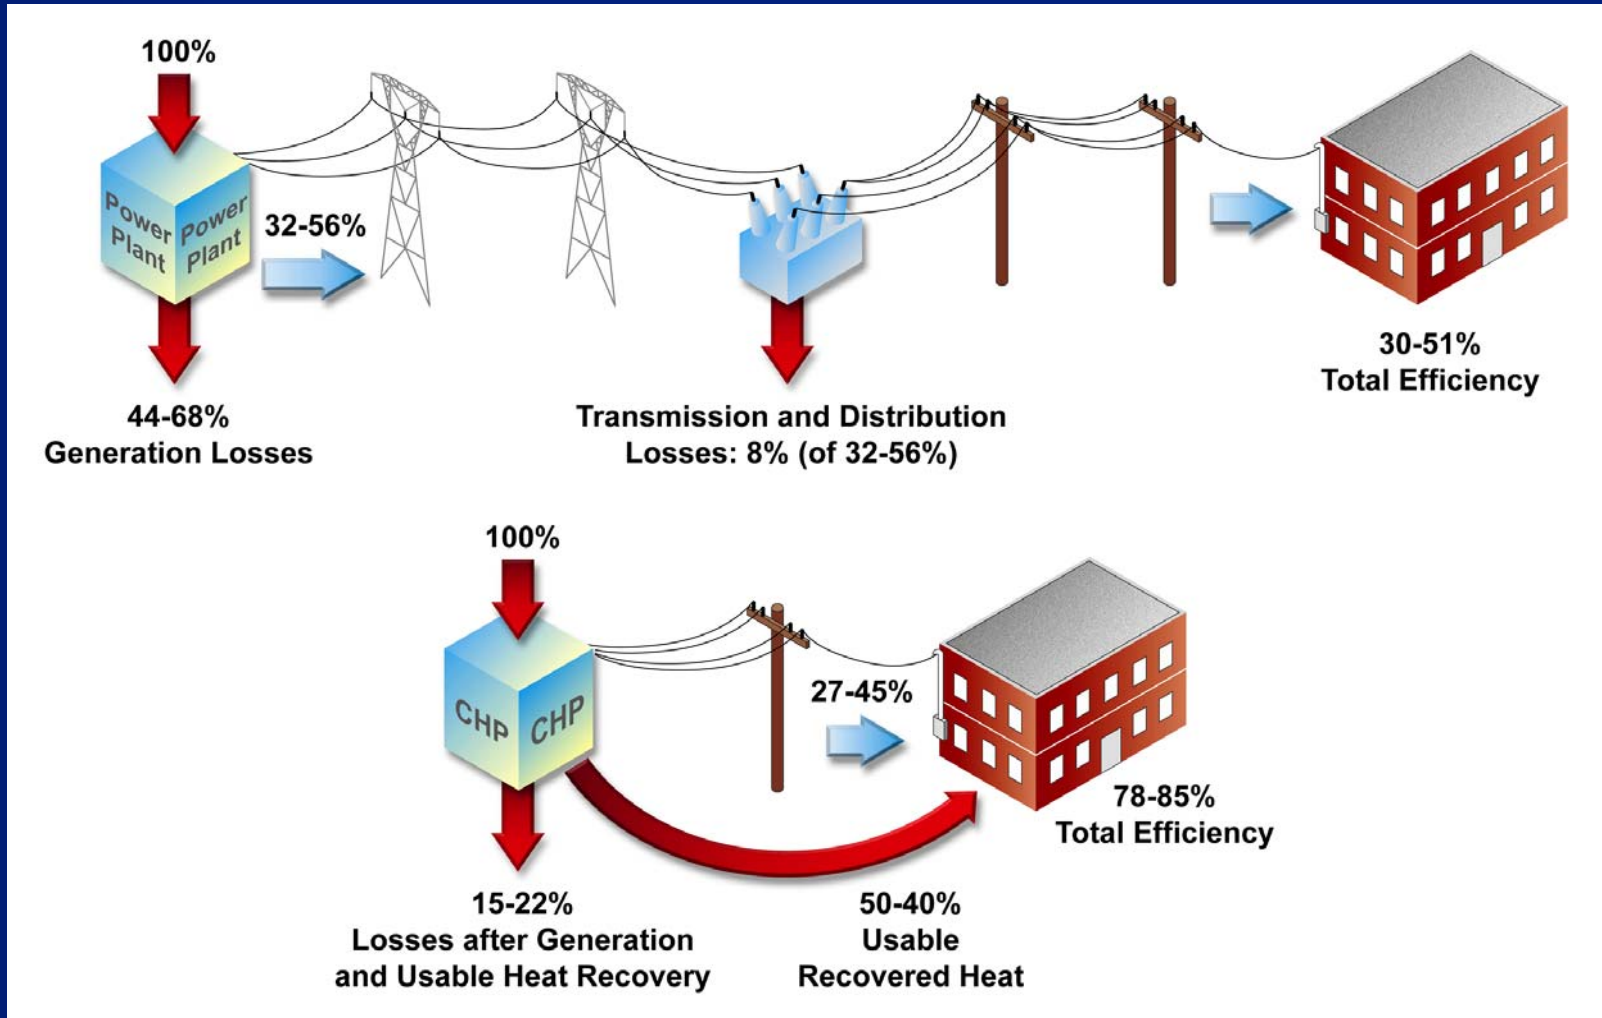 100%
Power Plant
Power Plant
32-56%
44-68%
Generation Losses
Transmission and Distribution
Losses: 8% (of 32-56%)
30-51%
Total Efficiency
100%
CHP
CHP
27-45%
78-85%
Total Efficiency
15-22%
Losses after Generation
and Usable Heat Recovery
50-40%
Usable
Recovered Heat